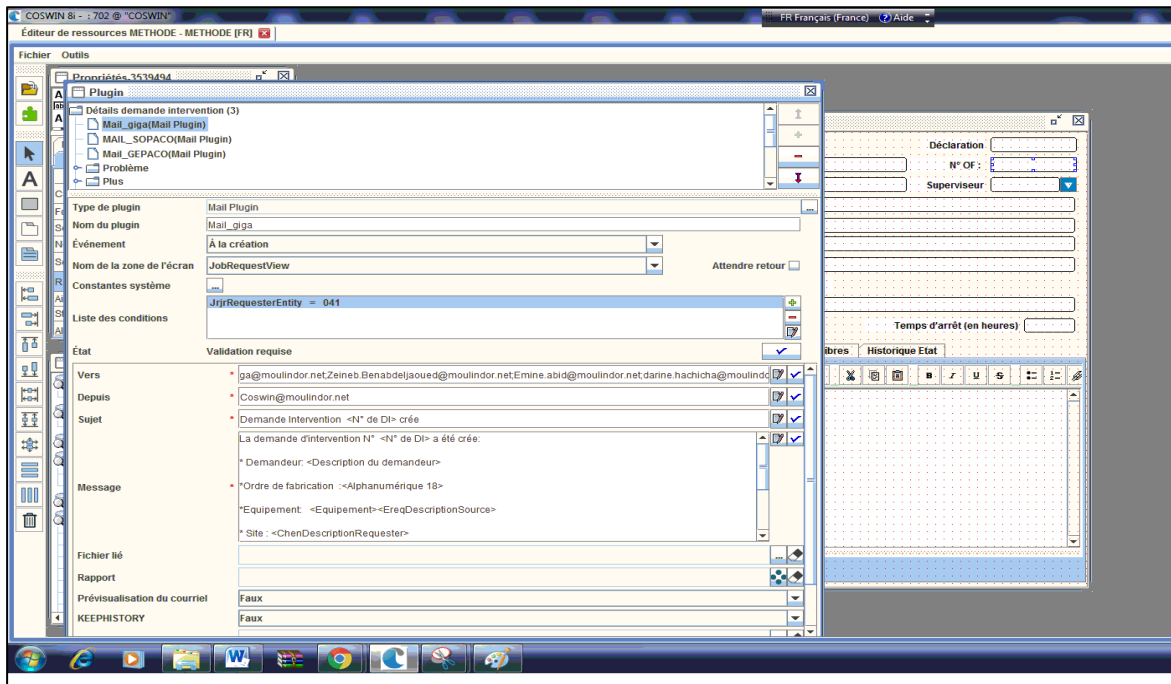 COSWIN 8i - : 702 @ "COSWIN"
FR Français (France) ? Aide
Éditeur de ressources METHODE - METHODE [FR]
Fichier Outils
Propriétés-3539494
Plugin
Détails demande intervention (3)
Mail_giga(Mail Plugin)
MAIL_SOPACO(Mail Plugin)
Mail_GEPACO(Mail Plugin)
Problème
Plus
Type de plugin Mail Plugin ...
Nom du plugin Mail_giga
Événement À la création
Nom de la zone de l'écran JobRequestView Attendre retour
Constantes système ...
JrjrRequesterEntity = 041
Liste des conditions
État Validation requise
Vers * ga@moulindor.net;Zeineb.Benabdeljaoued@moulindor.net;Emine.abid@moulindor.net;darine.hachicha@moulindo
Depuis * Coswin@moulindor.net
Sujet * Demande Intervention <N° de DI> crée
La demande d'intervention N° <N° de DI> a été crée:
* Demandeur: <Description du demandeur>
Message * *Ordre de fabrication :<Alphanumérique 18>
*Equipement: <Equipement><EreqDescriptionSource>
* Site : <ChenDescriptionRequester>
Fichier lié ...
Rapport
Prévisualisation du courriel Faux
KEEPHISTORY Faux
Déclaration
N° OF :
Superviseur
Temps d'arrêt (en heures)
ibres Historique Etat
B I U S